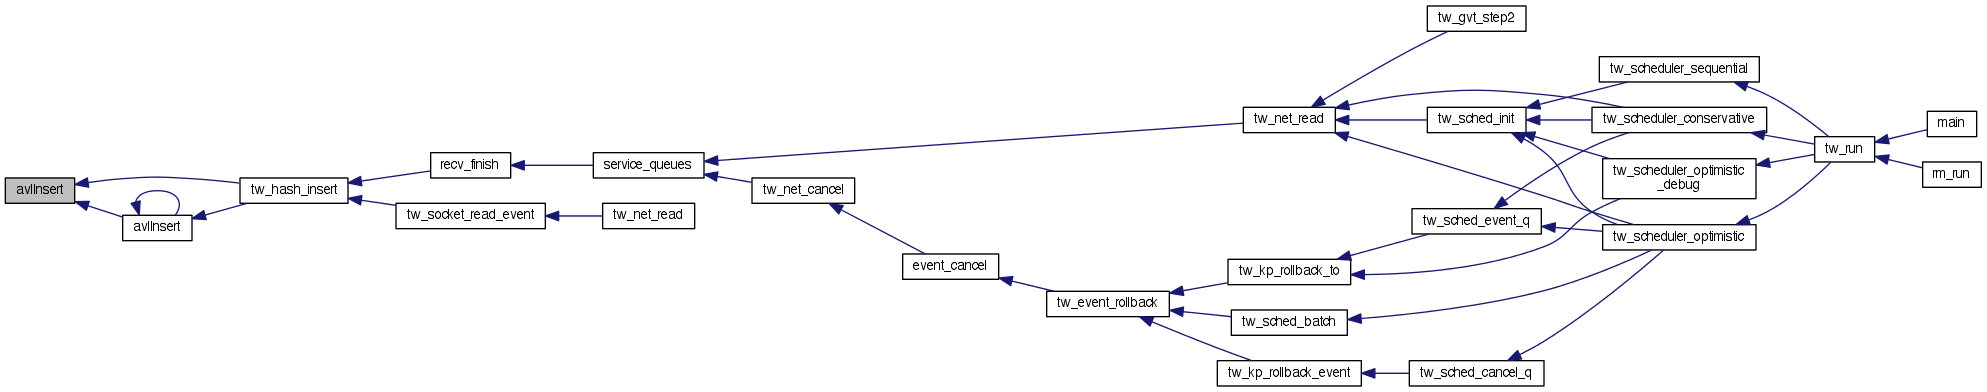 tw_gvt_step2
tw_scheduler_sequential
tw_net_read
tw_sched_init
tw_scheduler_conservative
main
tw_run
recv_finish
service_queues
tw_scheduler_optimistic
_debug
rm_run
avlInsert
tw_hash_insert
tw_net_cancel
tw_socket_read_event
tw_net_read
avlInsert
tw_sched_event_q
tw_scheduler_optimistic
event_cancel
tw_kp_rollback_to
tw_event_rollback
tw_sched_batch
tw_kp_rollback_event
tw_sched_cancel_q